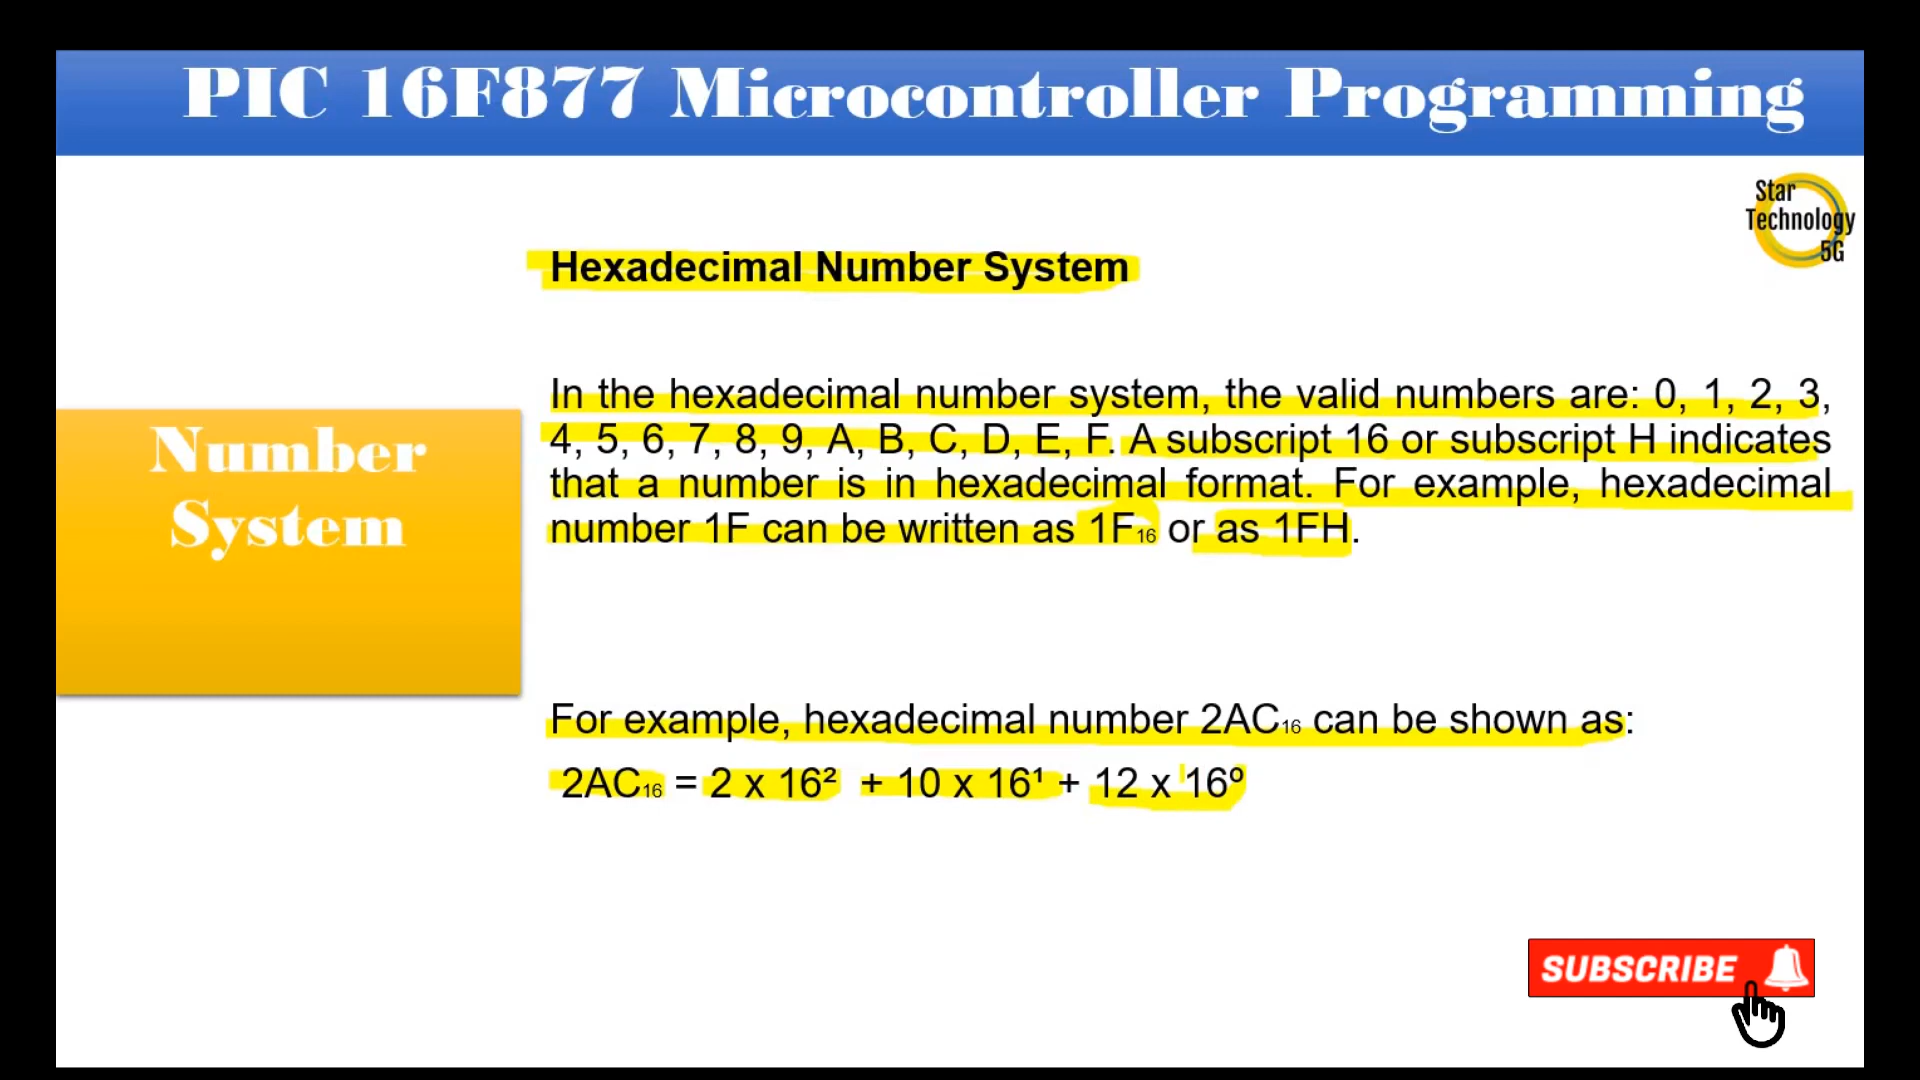 PIC 16F877 Microcontroller Programming
Star
Technology
5G
Hexadecimal Number System
In the hexadecimal number system, the valid numbers are: 0, 1, 2, 3,
4, 5, 6, 7, 8, 9, A, B, C, D, E, F. A subscript 16 or subscript H indicates
that a number is in hexadecimal format. For example, hexadecimal
number 1F can be written as 1F₁₆ or as 1FH.
Number
System
For example, hexadecimal number 2AC₁₆ can be shown as:
2AC₁₆ = 2 x 16² + 10 x 16¹ + 12 x 16⁰
SUBSCRIBE